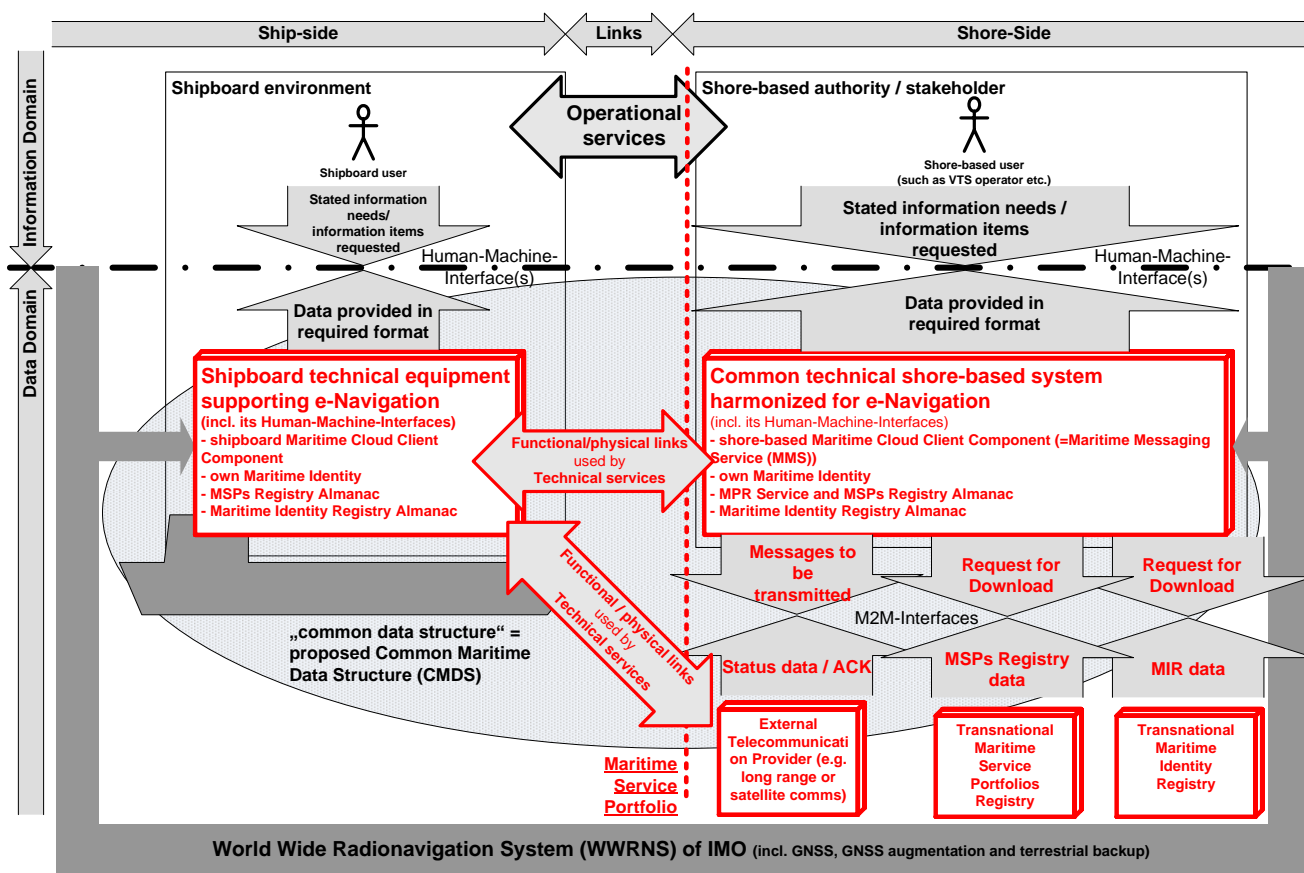 Ship-side
Links
Shore-Side
Information Domain
Data Domain
Shipboard environment
Shipboard user
Operational
services
Shore-based authority / stakeholder
Shore-based user
(such as VTS operator etc.)
Stated information
needs/
information items
requested
Human-Machine-
Interface(s)
Stated information needs /
information items
requested
Human-Machine-
Interface(s)
Data provided in
required format
Data provided in
required format
Shipboard technical equipment
supporting e-Navigation
(incl. its Human-Machine-Interfaces)
- shipboard Maritime Cloud Client
Component
- own Maritime Identity
- MSPs Registry Almanac
- Maritime Identity Registry Almanac
Functional/physical links
used by
Technical services
Common technical shore-based system
harmonized for e-Navigation
(incl. its Human-Machine-Interfaces)
- shore-based Maritime Cloud Client Component (=Maritime Messaging
Service (MMS))
- own Maritime Identity
- MPR Service and MSPs Registry Almanac
- Maritime Identity Registry Almanac
Functional / physical links
used by
Technical services
Messages to
be
transmitted
Request for
Download
Request for
Download
M2M-Interfaces
„common data structure“ =
proposed Common Maritime
Data Structure (CMDS)
Status data / ACK
MSPs Registry
data
MIR data
Maritime
Service
Portfolio
External
Telecommunicati
on Provider (e.g.
long range or
satellite comms)
Transnational
Maritime
Service
Portfolios
Registry
Transnational
Maritime
Identity
Registry
World Wide Radionavigation System (WWRNS) of IMO (incl. GNSS, GNSS augmentation and terrestrial backup)